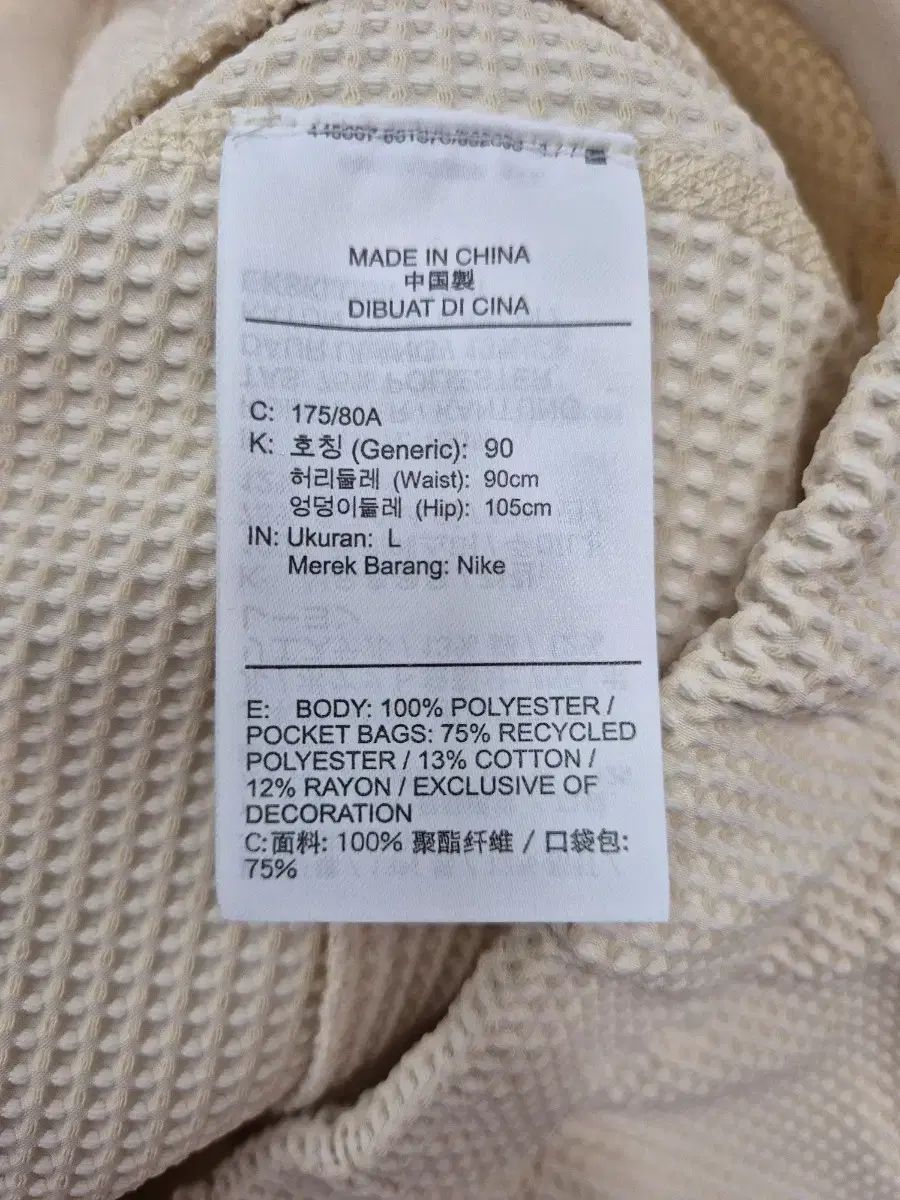 MADE IN CHINA
中国製
DIBUAT DI CINA
C: 175/80A
K: 호칭 (Generic): 90
허리둘레 (Waist): 90cm
엉덩이둘레 (Hip): 105cm
IN: Ukuran: L
Merek Barang: Nike
E: BODY: 100% POLYESTER /
POCKET BAGS: 75% RECYCLED
POLYESTER / 13% COTTON /
12% RAYON / EXCLUSIVE OF
DECORATION
C:面料: 100% 聚酯纤维 / 口袋包:
75%